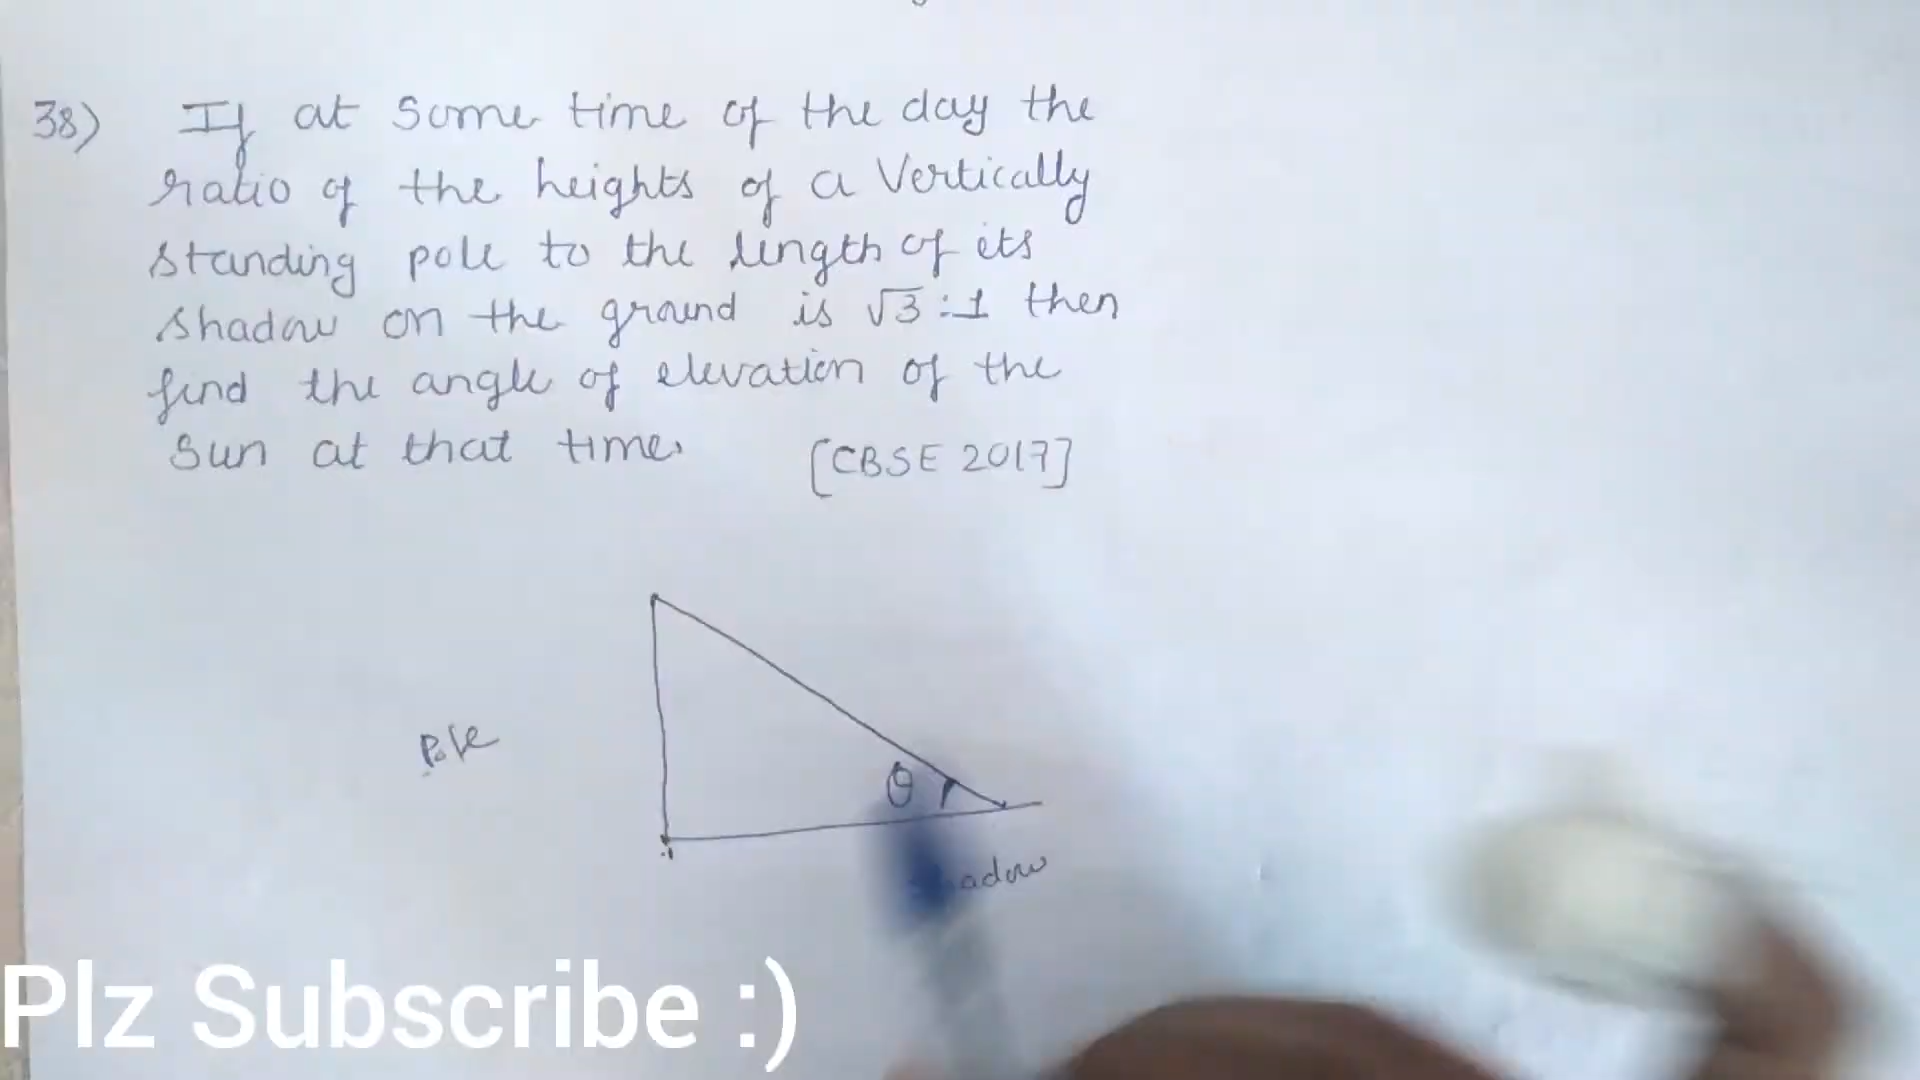 38) If at some time of the day the
ratio of the heights of a Vertically
standing pole to the length of its
shadow on the ground is √3:1 then
find the angle of elevation of the
Sun at that time.
[CBSE 2017]
Pole
θ
Plz Subscribe :)